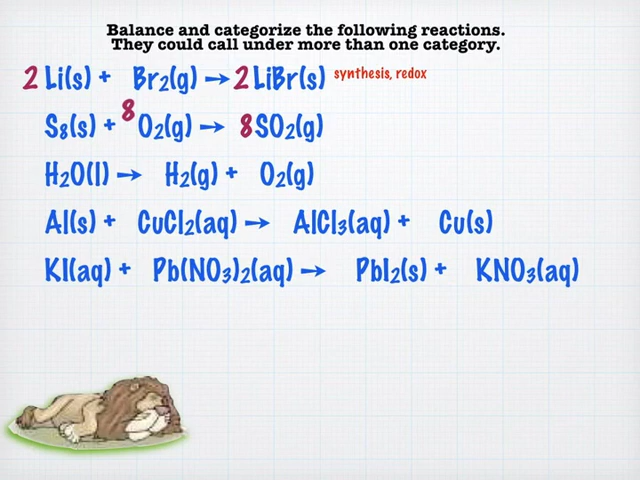 Balance and categorize the following reactions.
They could call under more than one category.
2 Li(s) + Br₂(g) → 2 LiBr(s) synthesis, redox
S₈(s) + 8 O₂(g) → 8 SO₂(g)
H₂O(l) → H₂(g) + O₂(g)
Al(s) + CuCl₂(aq) → AlCl₃(aq) + Cu(s)
KI(aq) + Pb(NO₃)₂(aq) → PbI₂(s) + KNO₃(aq)